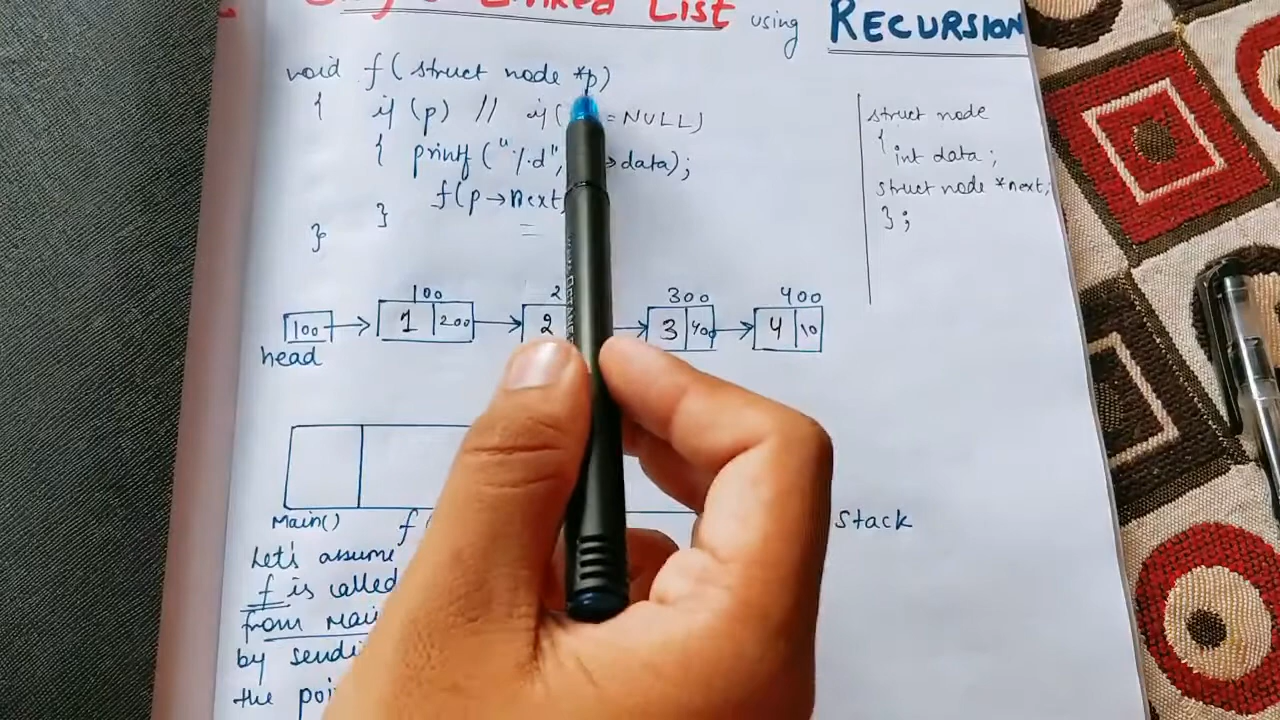 Linked List using RECURSION
void f( struct node *p)
{ if (p) // if( =NULL)
{ printf ("%d", →data);
f(p→next
}
}
struct node
{
int data;
struct node *next;
};
100 2 300 400
100 1 200 2 3 400 4 10
head
Main() f( stack
Let's assume
f is called
from main
by
the